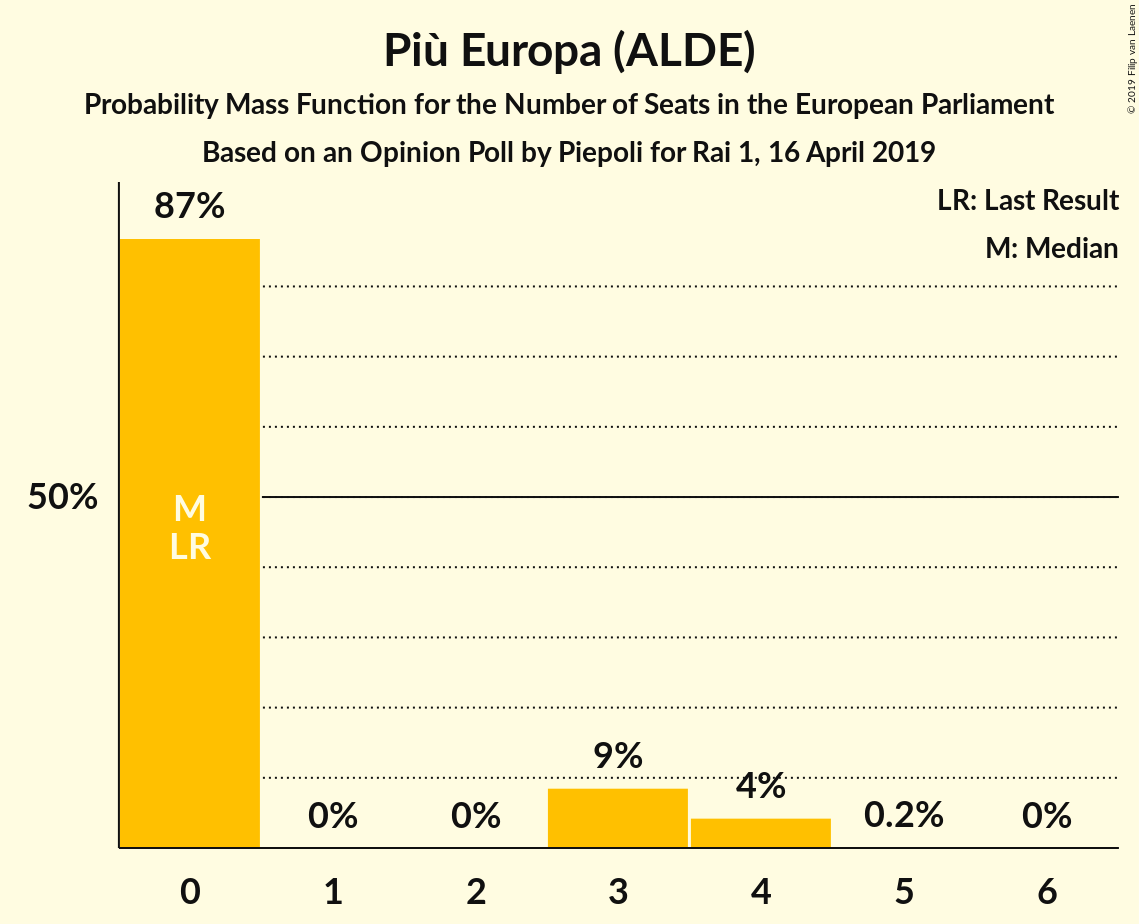 Più Europa (ALDE)
Probability Mass Function for the Number of Seats in the European Parliament
Based on an Opinion Poll by Piepoli for Rai 1, 16 April 2019
© 2019 Filip van Laenen
LR: Last Result
M: Median
87%
50%
M
LR
0%
0%
9%
4%
0.2%
0%
0
1
2
3
4
5
6